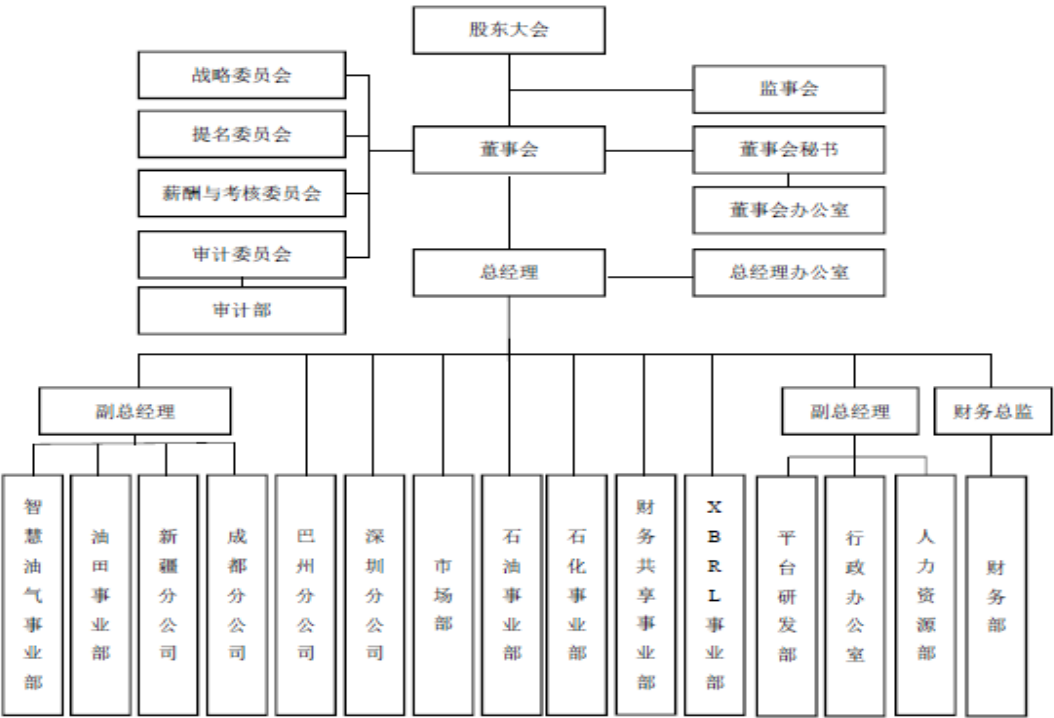 股东大会
战略委员会
监事会
提名委员会
董事会
董事会秘书
薪酬与考核委员会
董事会办公室
审计委员会
总经理
总经理办公室
审计部
副总经理
副总经理
财务总监
智慧油气事业部
油田事业部
新疆分公司
成都分公司
巴州分公司
深圳分公司
市场部
石油事业部
石化事业部
财务共享事业部
XBRL事业部
平台研发部
行政办公室
人力资源部
财务部